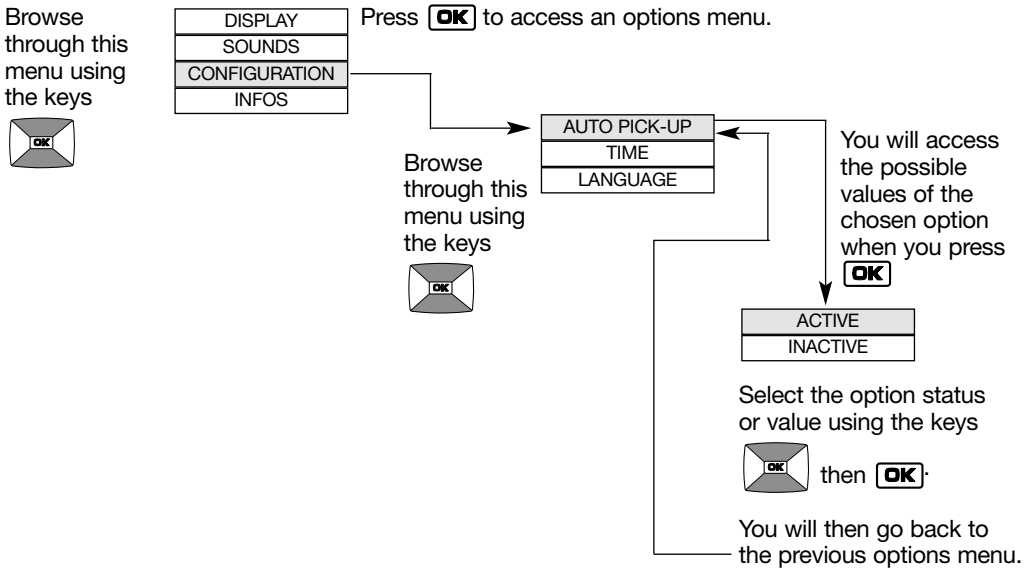 Browse
through this
menu using
the keys
OK
DISPLAY
SOUNDS
CONFIGURATION
INFOS
Press OK to access an options menu.
Browse
through this
menu using
the keys
OK
AUTO PICK-UP
TIME
LANGUAGE
You will access
the possible
values of the
chosen option
when you press
OK
ACTIVE
INACTIVE
Select the option status
or value using the keys
OK then OK.
You will then go back to
the previous options menu.